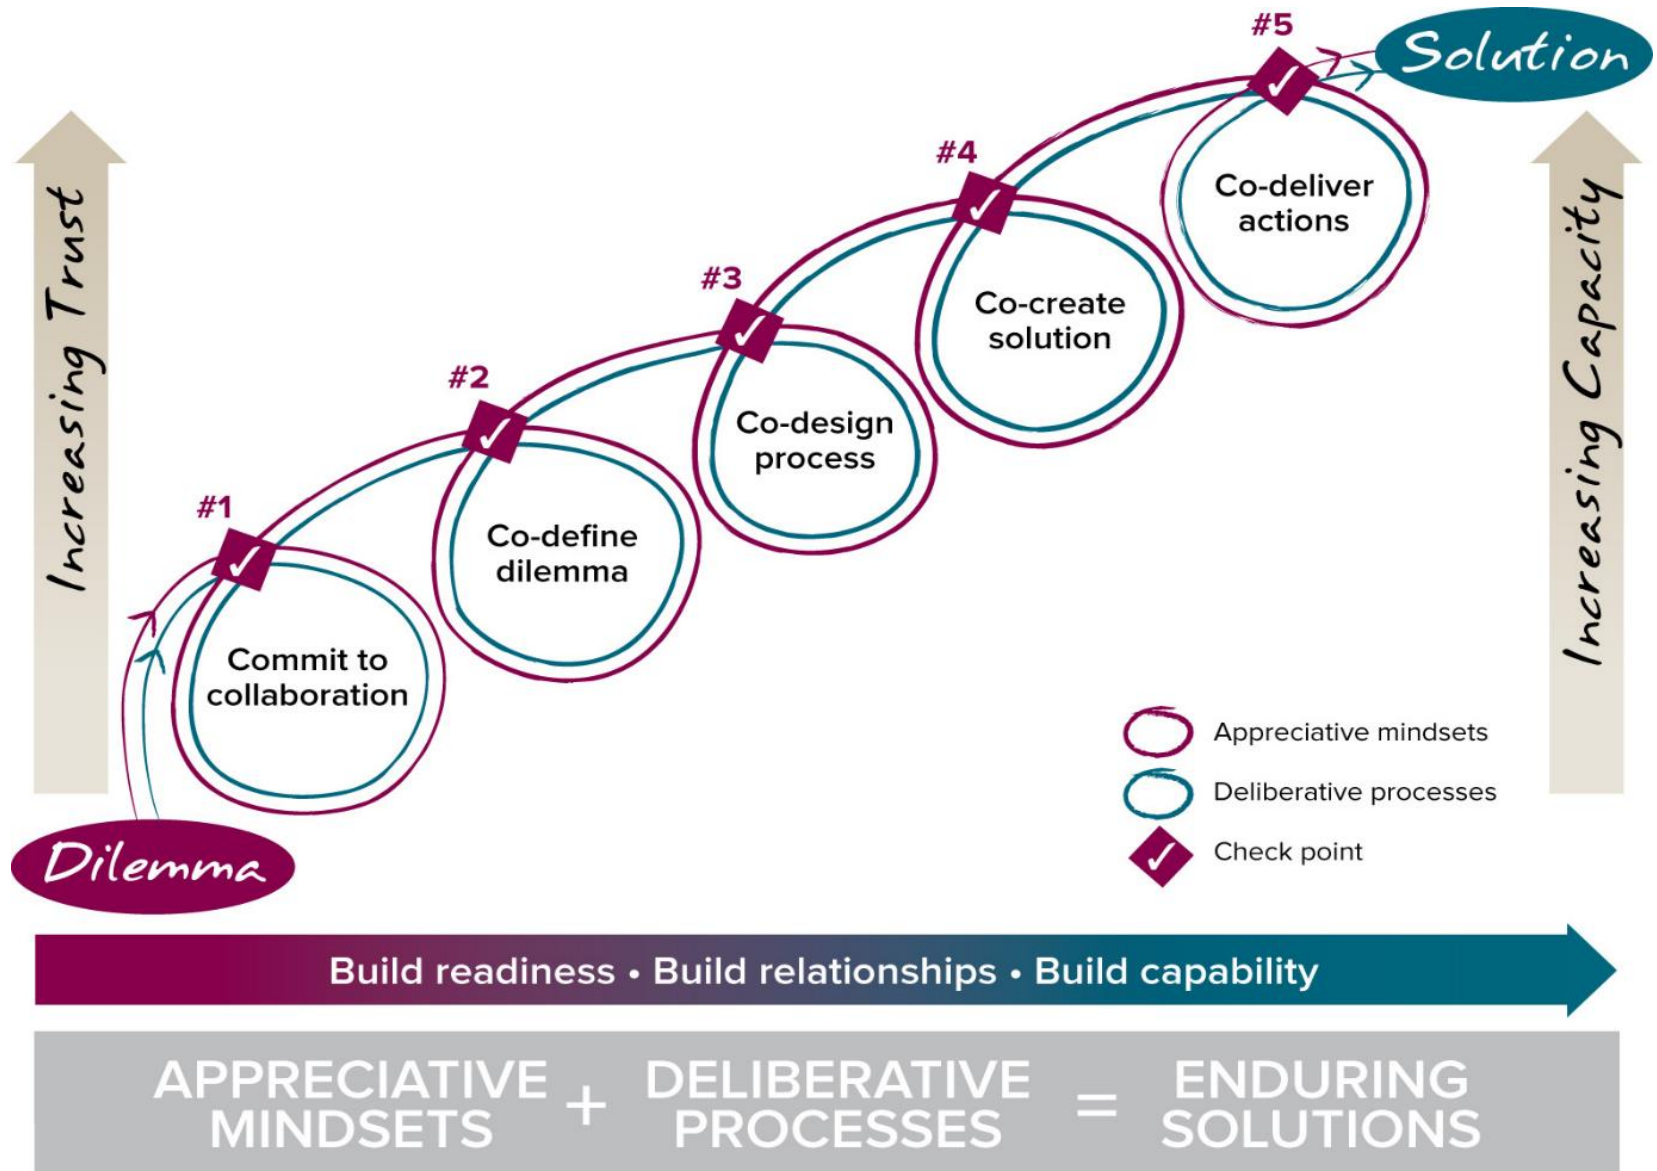 #5
Solution
#4
Co-deliver
actions
#3
Co-create
solution
#2
Co-design
process
#1
Co-define
dilemma
Commit to
collaboration
Increasing Trust
Increasing Capacity
Appreciative mindsets
Deliberative processes
Check point
Dilemma
Build readiness • Build relationships • Build capability
APPRECIATIVE
MINDSETS
+
DELIBERATIVE
PROCESSES
=
ENDURING
SOLUTIONS